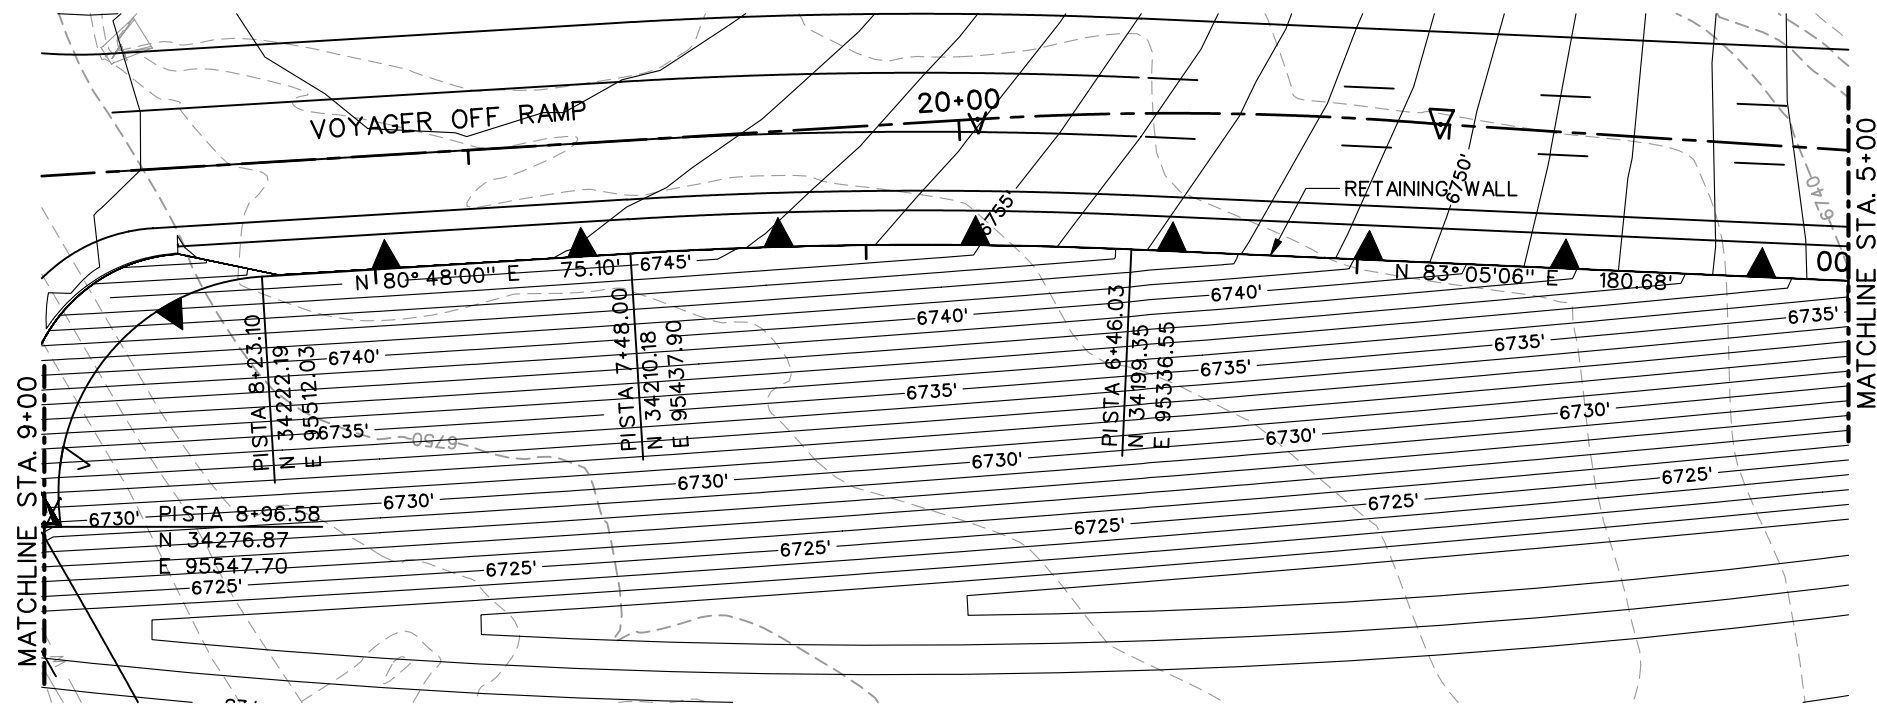 VOYAGER OFF RAMP
20+00
RETAINING WALL
6755'
6750'
6740
MATCHLINE STA. 5+00
00
N 80°48'00" E 75.10'
6745'
N 83°05'06" E 180.68'
6740'
6740'
6740'
6735'
6735'
6735'
6735'
6735'
PISTA 8+23.10
N 34222.19
E 95512.03
PISTA 7+48.00
N 34210.18
E 95437.90
PISTA 6+46.03
N 34199.35
E 95336.55
6750
6730'
6730'
6730'
6730'
6730'
6730'
6725'
6725'
6725'
6725'
6725'
6725'
PISTA 8+96.58
N 34276.87
E 95547.70
MATCHLINE STA. 9+00